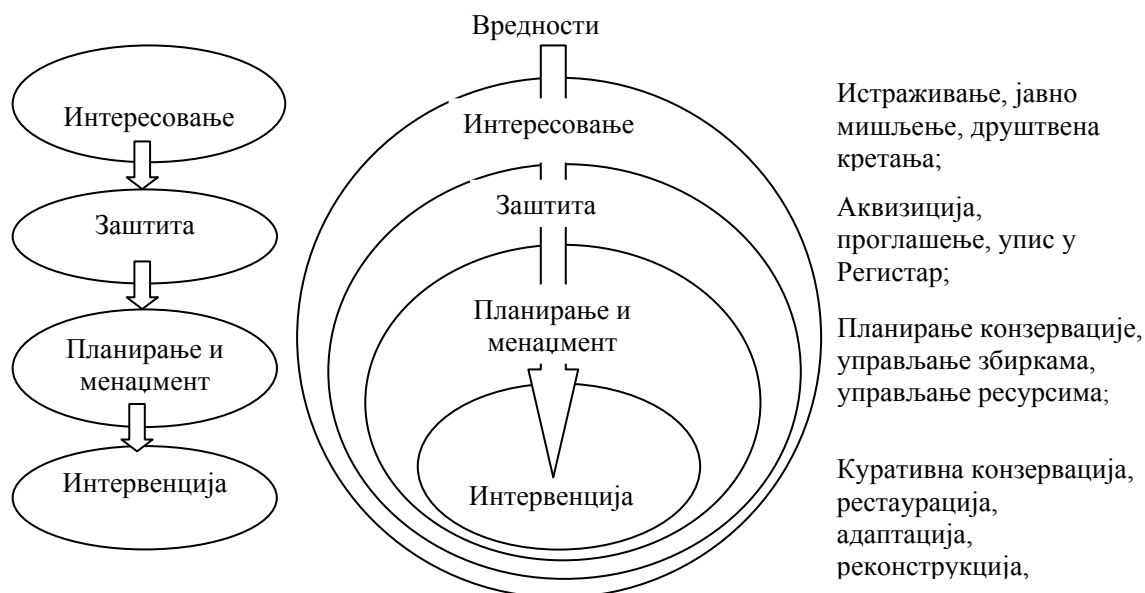 Интересовање
Заштита
Планирање и
менаџмент
Интервенција
Вредности
Интересовање
Заштита
Планирање и
менаџмент
Интервенција
Истраживање, јавно
мишљење, друштвена
кретања;
Аквизиција,
проглашење, упис у
Регистар;
Планирање конзервације,
управљање збиркама,
управљање ресурсима;
Куративна конзервација,
рестаурација,
адаптација,
реконструкција,